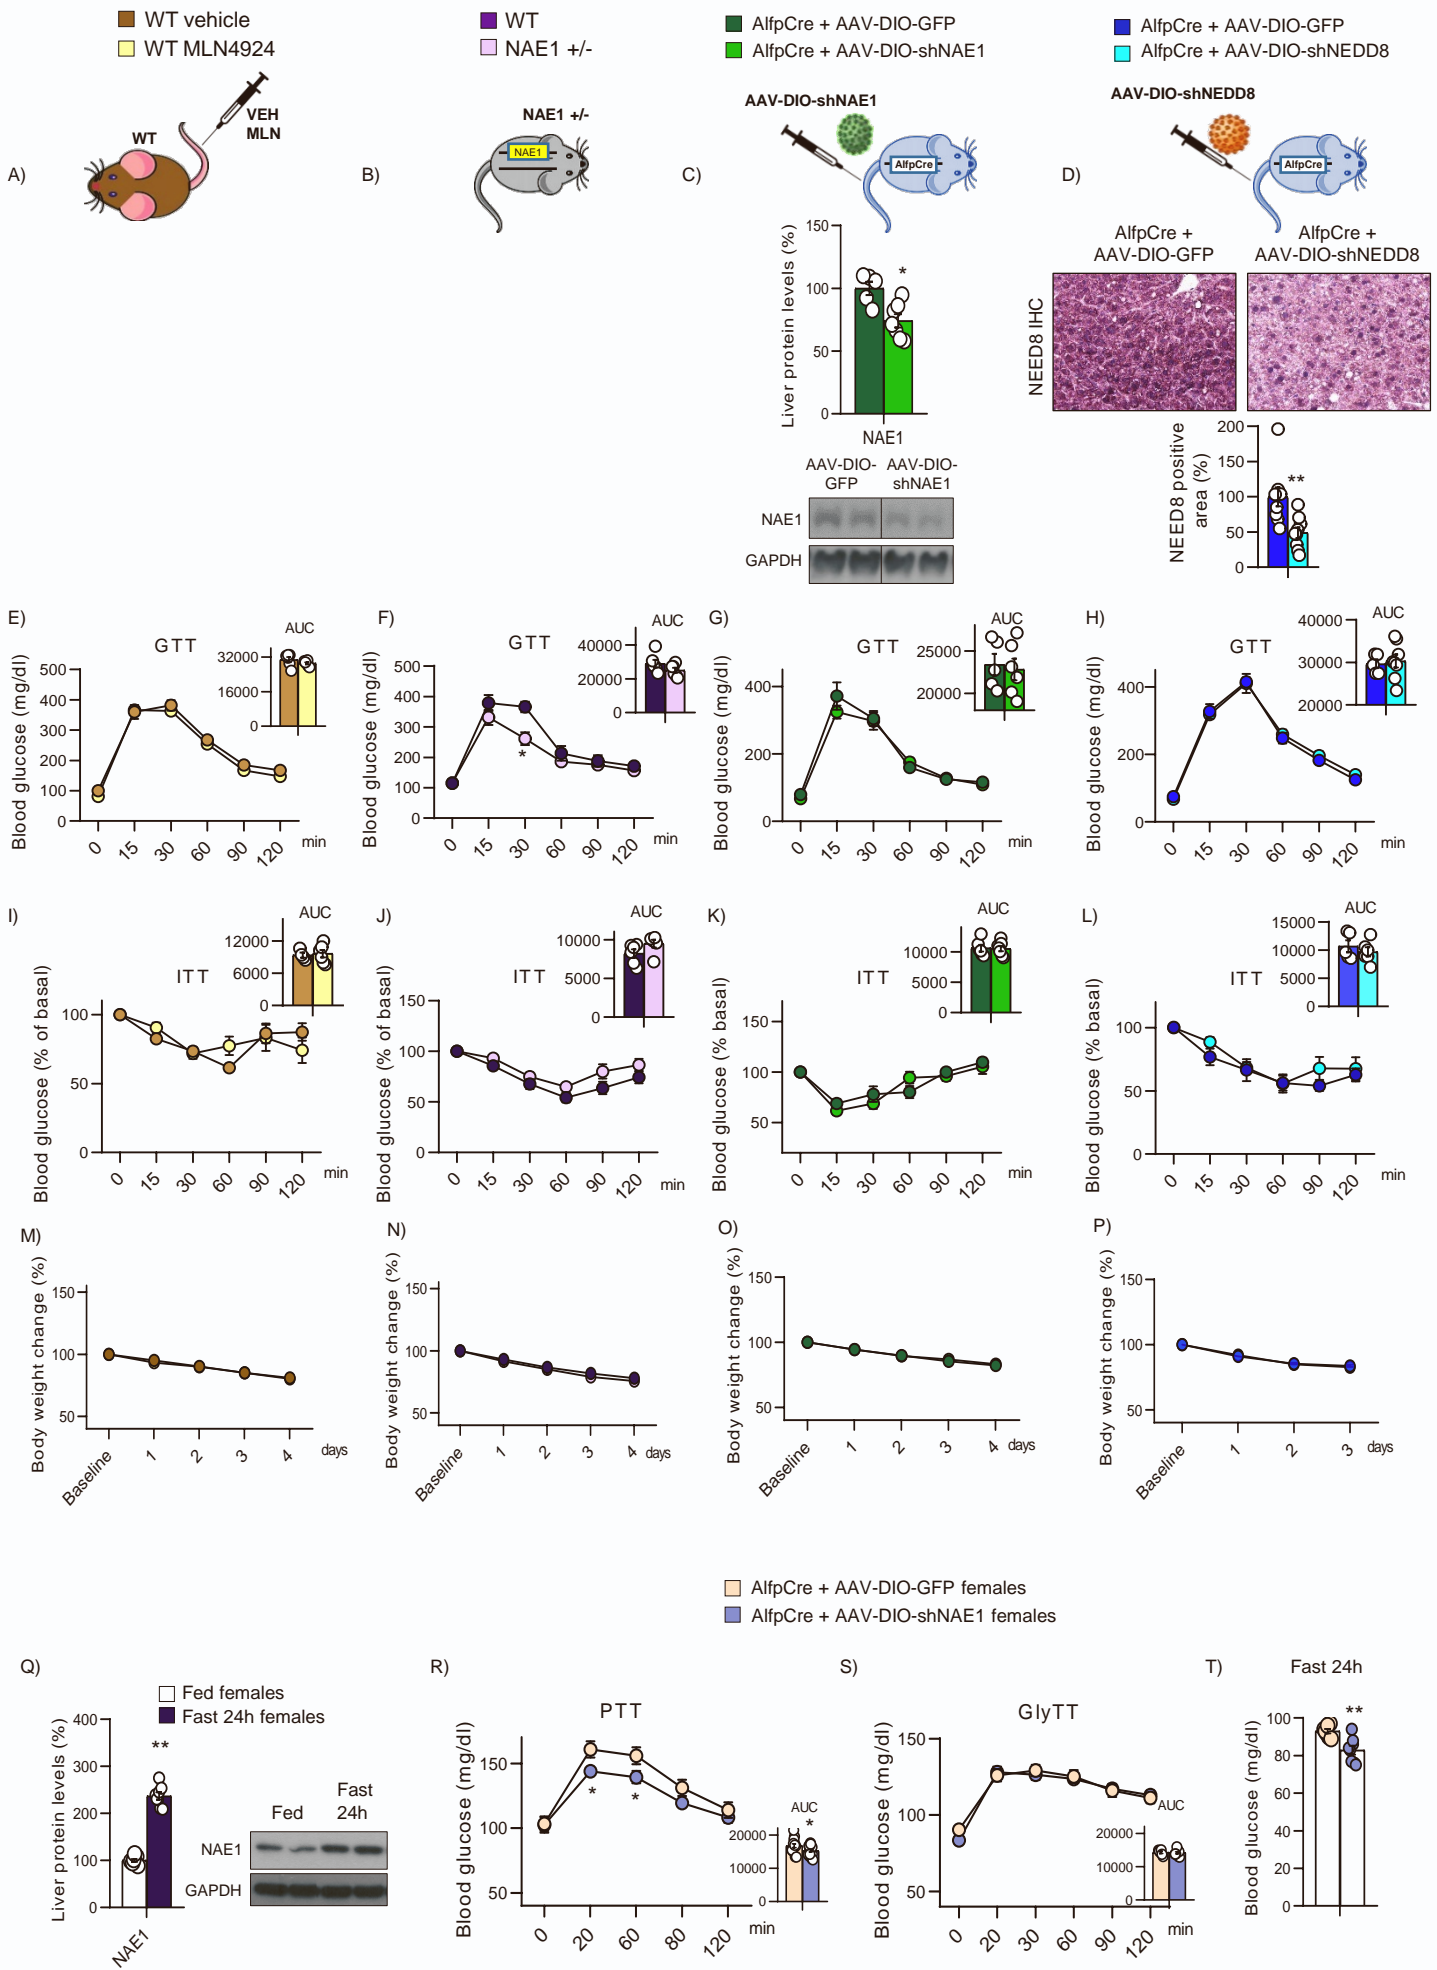 WT vehicle
WT MLN4924
WT
NAE1 +/-
AlfpCre + AAV-DIO-GFP
AlfpCre + AAV-DIO-shNAE1
AlfpCre + AAV-DIO-GFP
AlfpCre + AAV-DIO-shNEDD8
A)
WT
VEH
MLN
B)
NAE1 +/-
NAE1
C)
AAV-DIO-shNAE1
AlfpCre
D)
AAV-DIO-shNEDD8
AlfpCre
Liver protein levels (%)
150
100
50
0
*
NAE1
AAV-DIO-
GFP
AAV-DIO-
shNAE1
NAE1
GAPDH
AlfpCre +
AAV-DIO-GFP
AlfpCre +
AAV-DIO-shNEDD8
NEED8 IHC
NEED8 positive
area (%)
200
150
100
50
0
**
E)
GTT
Blood glucose (mg/dl)
500
400
300
200
100
0
0
15
30
60
90
120
min
AUC
32000
16000
0
F)
GTT
Blood glucose (mg/dl)
500
400
300
200
100
0
*
0
15
30
60
90
120
min
AUC
40000
20000
0
G)
GTT
Blood glucose (mg/dl)
400
200
0
0
15
30
60
90
120
min
AUC
25000
20000
H)
GTT
Blood glucose (mg/dl)
400
200
0
0
15
30
60
90
120
min
AUC
40000
30000
20000
I)
ITT
Blood glucose (% of basal)
100
50
0
0
15
30
60
90
120
min
AUC
12000
6000
0
J)
ITT
Blood glucose (% of basal)
150
100
50
0
0
15
30
60
90
120
min
AUC
10000
5000
0
K)
ITT
Blood glucose (% basal)
150
100
50
0
15
30
60
90
120
min
AUC
10000
5000
0
L)
ITT
Blood glucose (% basal)
100
50
0
0
15
30
60
90
120
min
AUC
15000
10000
5000
0
M)
Body weight change (%)
150
100
50
Baseline
1
2
3
4
days
N)
Body weight change (%)
150
100
50
Baseline
1
2
3
4
days
O)
Body weight change (%)
150
100
50
Baseline
1
2
3
4
days
P)
Body weight change (%)
150
100
50
Baseline
1
2
3
days
AlfpCre + AAV-DIO-GFP females
AlfpCre + AAV-DIO-shNAE1 females
Q)
Fed females
Fast 24h females
Liver protein levels (%)
400
300
200
100
0
**
NAE1
Fed
Fast
24h
NAE1
GAPDH
R)
PTT
Blood glucose (mg/dl)
150
100
50
*
*
0
20
60
80
120
min
AUC
*
20000
10000
0
S)
GlyTT
Blood glucose (mg/dl)
150
100
50
0
20
30
60
90
120
min
AUC
20000
10000
0
T)
Fast 24h
Blood glucose (mg/dl)
100
80
60
40
20
0
**